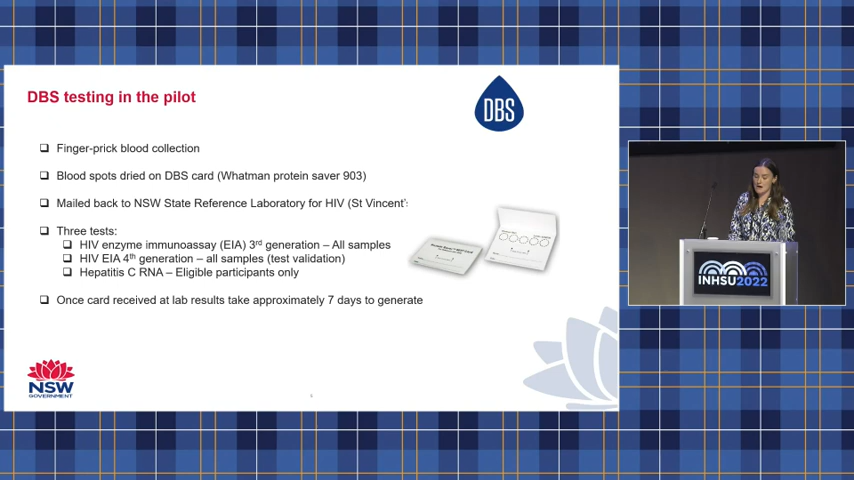 DBS testing in the pilot
DBS
Finger-prick blood collection
Blood spots dried on DBS card (Whatman protein saver 903)
Mailed back to NSW State Reference Laboratory for HIV (St Vincent's
Three tests:
HIV enzyme immunoassay (EIA) 3rd generation – All samples
HIV EIA 4th generation – all samples (test validation)
Hepatitis C RNA – Eligible participants only
Once card received at lab results take approximately 7 days to generate
NSW
GOVERNMENT
INHSU2022